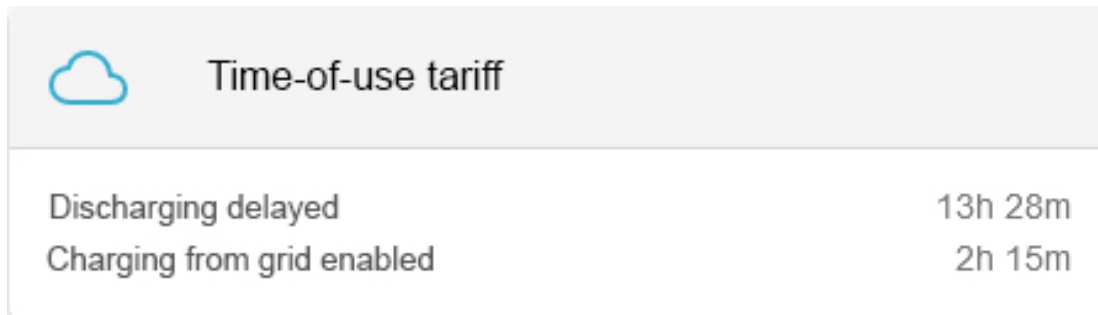 Time-of-use tariff
Discharging delayed 13h 28m
Charging from grid enabled 2h 15m